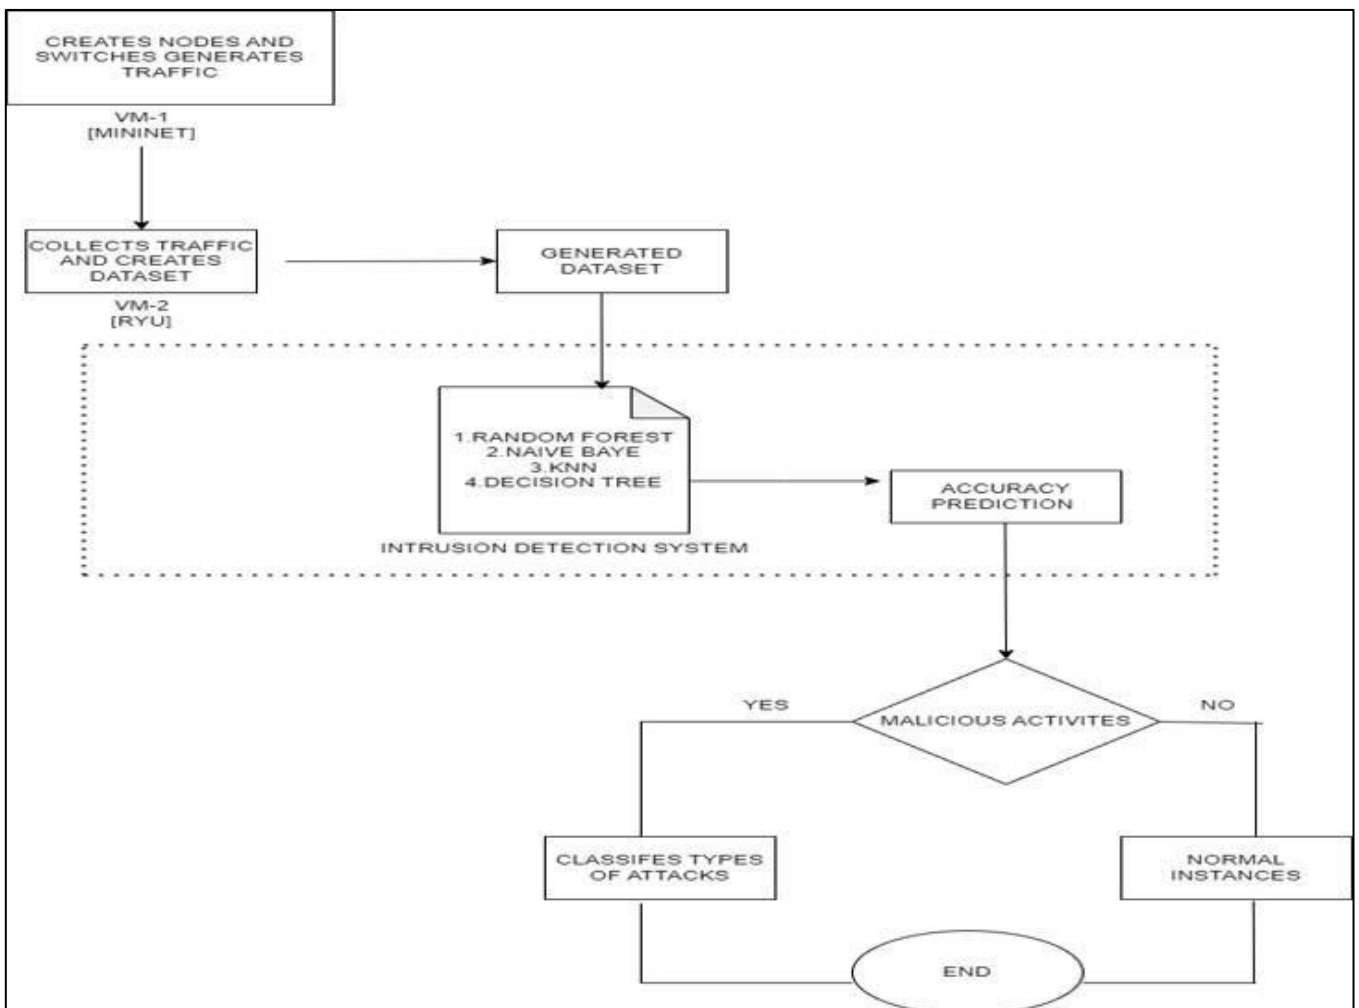 CREATES NODES AND
SWITCHES GENERATES
TRAFFIC
VM-1
[MININET]
COLLECTS TRAFFIC
AND CREATES
DATASET
VM-2
[RYU]
GENERATED
DATASET
1.RANDOM FOREST
2.NAIVE BAYE
3.KNN
4.DECISION TREE
INTRUSION DETECTION SYSTEM
ACCURACY
PREDICTION
YES
MALICIOUS ACTIVITES
NO
CLASSIFES TYPES
OF ATTACKS
NORMAL
INSTANCES
END